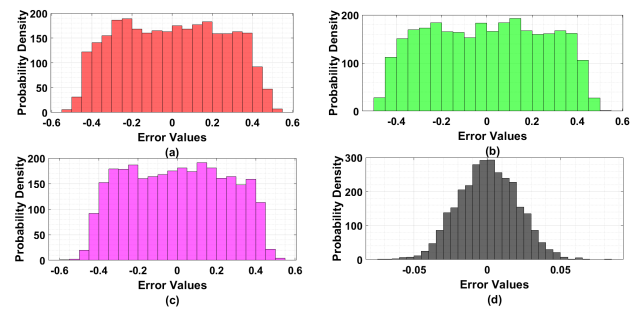 200
150
100
50
0
Probability Density
-0.6 -0.4 -0.2 0 0.2 0.4 0.6
Error Values
(a)
200
100
0
Probability Density
-0.4 -0.2 0 0.2 0.4 0.6
Error Values
(b)
200
150
100
50
0
Probability Density
-0.6 -0.4 -0.2 0 0.2 0.4 0.6
Error Values
(c)
300
200
100
0
Probability Density
-0.05 0 0.05
Error Values
(d)